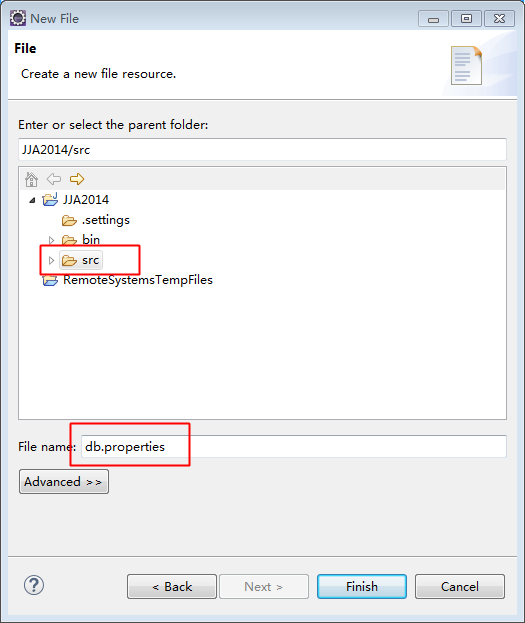 New File
File
Create a new file resource.
Enter or select the parent folder:
JJA2014/src
JJA2014
.settings
bin
src
RemoteSystemsTempFiles
File name: db.properties
Advanced >>
? < Back Next > Finish Cancel